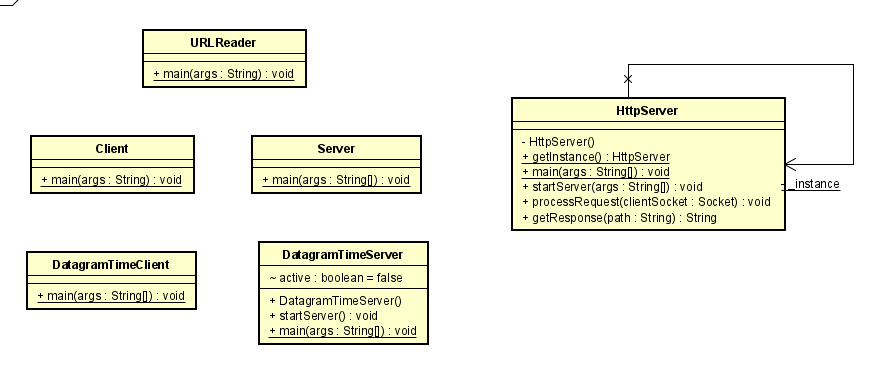 URLReader
+ main(args : String) : void
Client
+ main(args : String) : void
Server
+ main(args : String[]) : void
DatagramTimeClient
+ main(args : String[]) : void
DatagramTimeServer
~ active : boolean = false
+ DatagramTimeServer()
+ startServer() : void
+ main(args : String[]) : void
HttpServer
- HttpServer()
+ getInstance() : HttpServer
+ main(args : String[]) : void
+ startServer(args : String[]) : void
+ processRequest(clientSocket : Socket) : void
+ getResponse(path : String) : String
- _instance